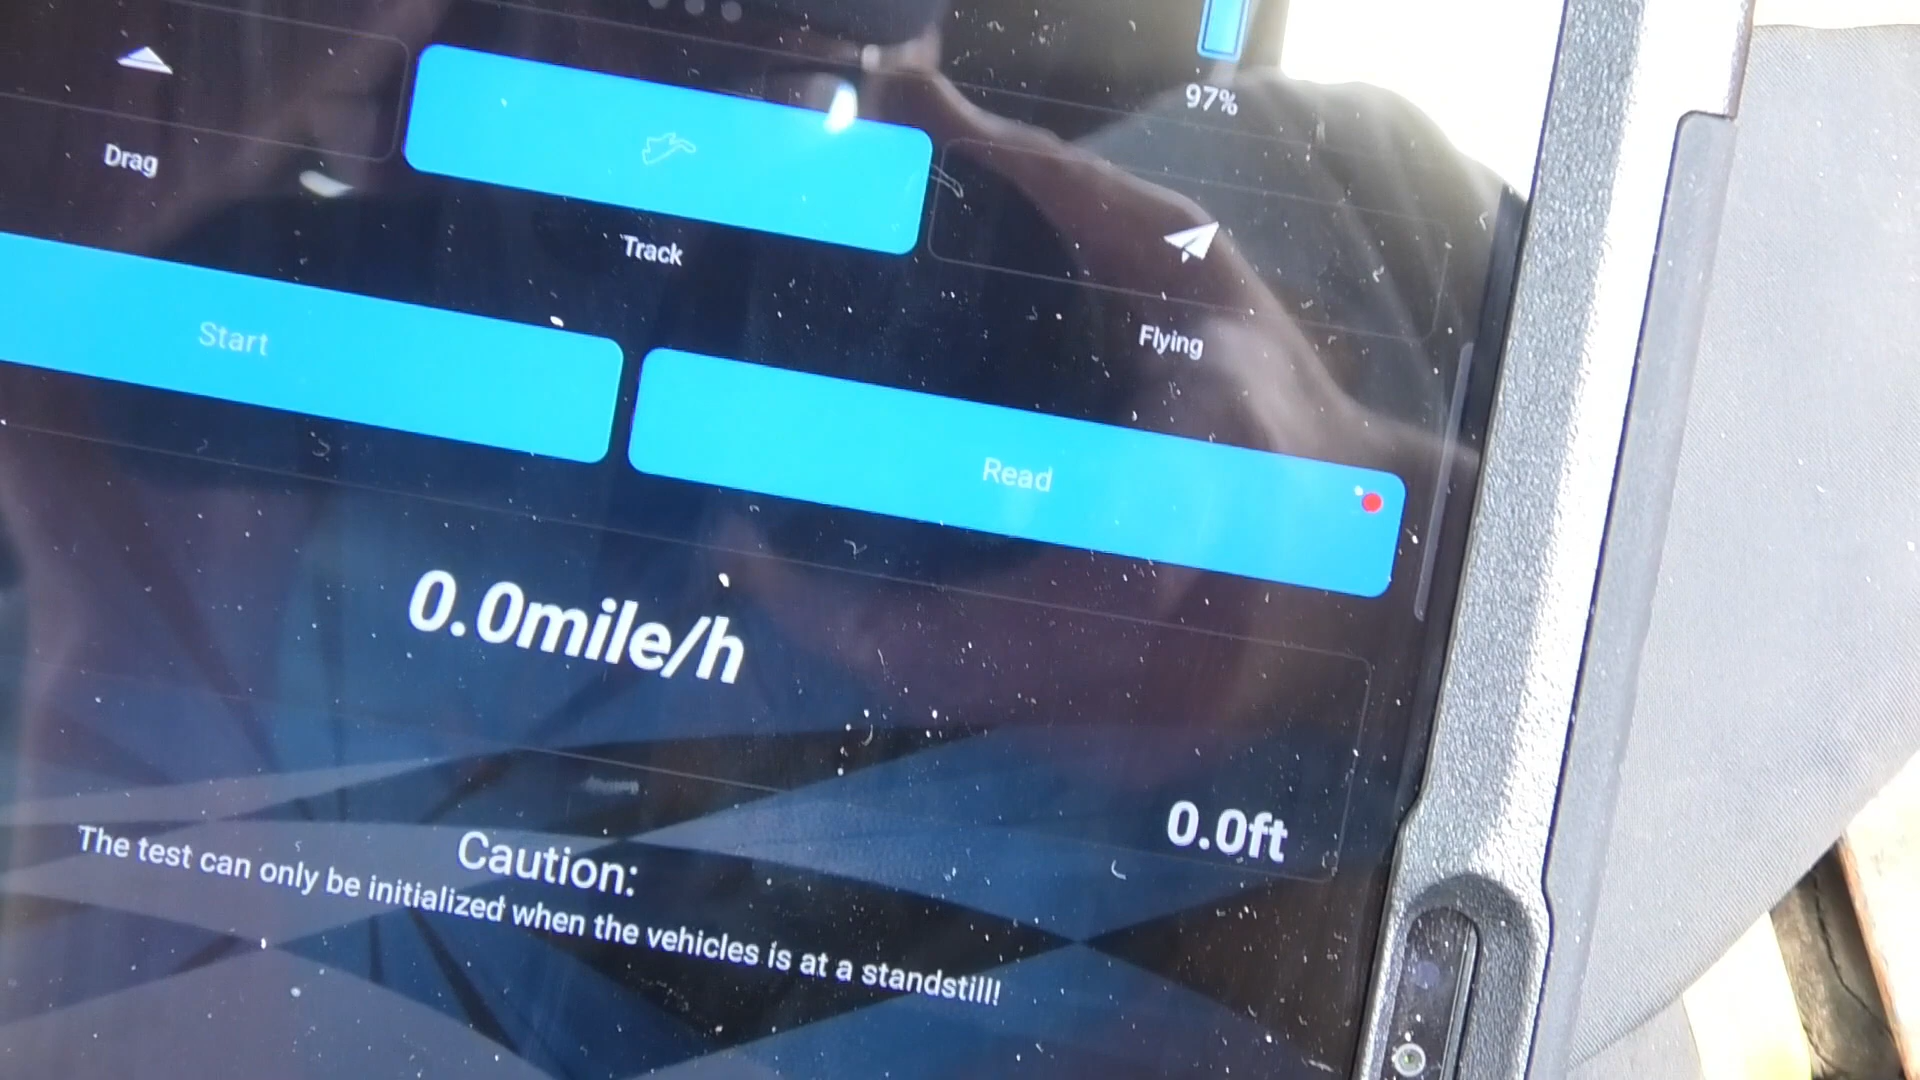 97%
Drag
Track
Flying
Start
Read
0.0mile/h
0.0ft
Caution:
The test can only be initialized when the vehicles is at a standstill!